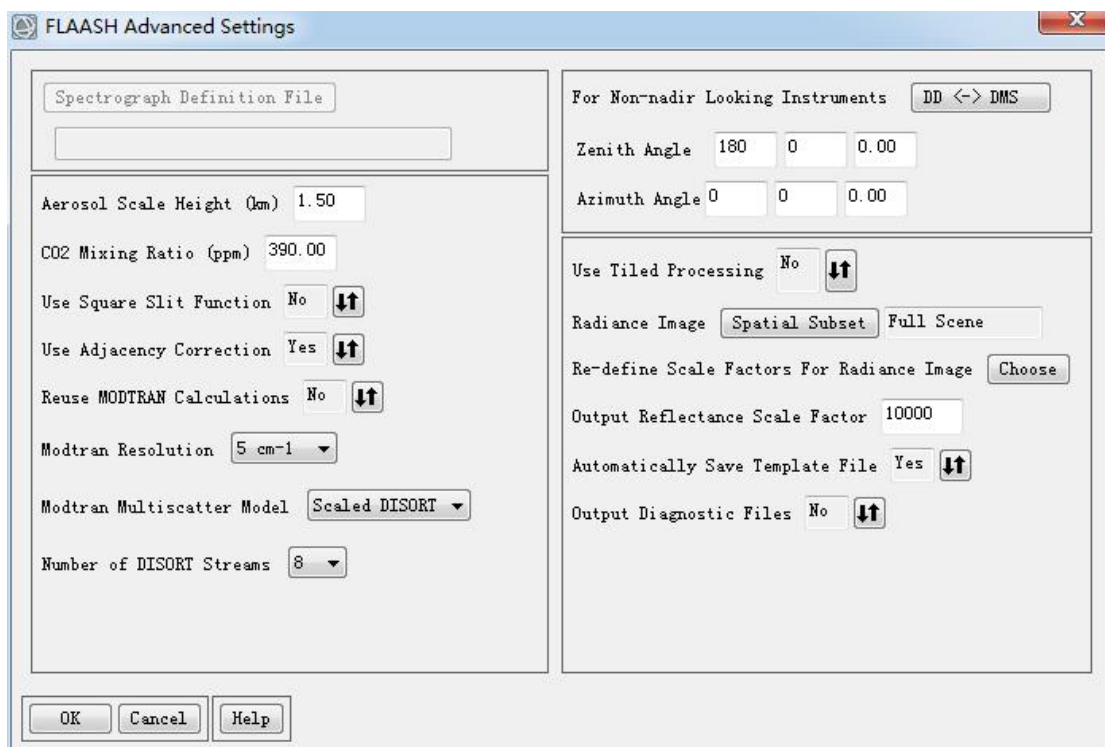 FLAASH Advanced Settings
Spectrograph Definition File
Aerosol Scale Height (km) 1.50
CO2 Mixing Ratio (ppm) 390.00
Use Square Slit Function No
Use Adjacency Correction Yes
Reuse MODTRAN Calculations No
Modtran Resolution 5 cm-1
Modtran Multiscatter Model Scaled DISORT
Number of DISORT Streams 8
For Non-nadir Looking Instruments DD <-> DMS
Zenith Angle 180 0 0.00
Azimuth Angle 0 0 0.00
Use Tiled Processing No
Radiance Image Spatial Subset Full Scene
Re-define Scale Factors For Radiance Image Choose
Output Reflectance Scale Factor 10000
Automatically Save Template File Yes
Output Diagnostic Files No
OK Cancel Help